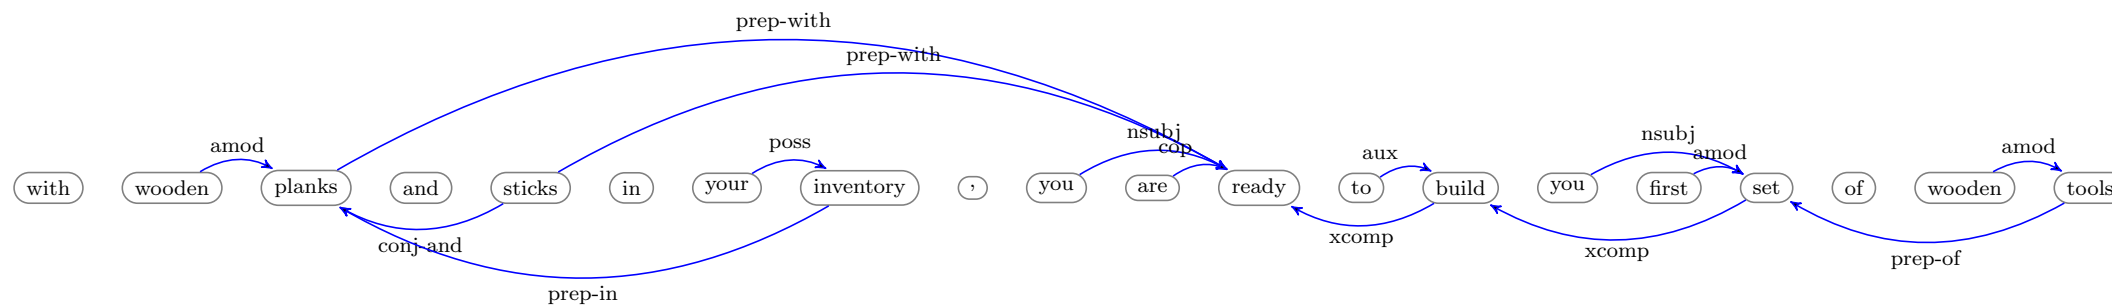 prep-with
prep-with
amod poss nsubj cop aux nsubj amod amod
with wooden planks and sticks in your inventory , you are ready to build you first set of wooden tools
conj-and xcomp xcomp prep-of
prep-in